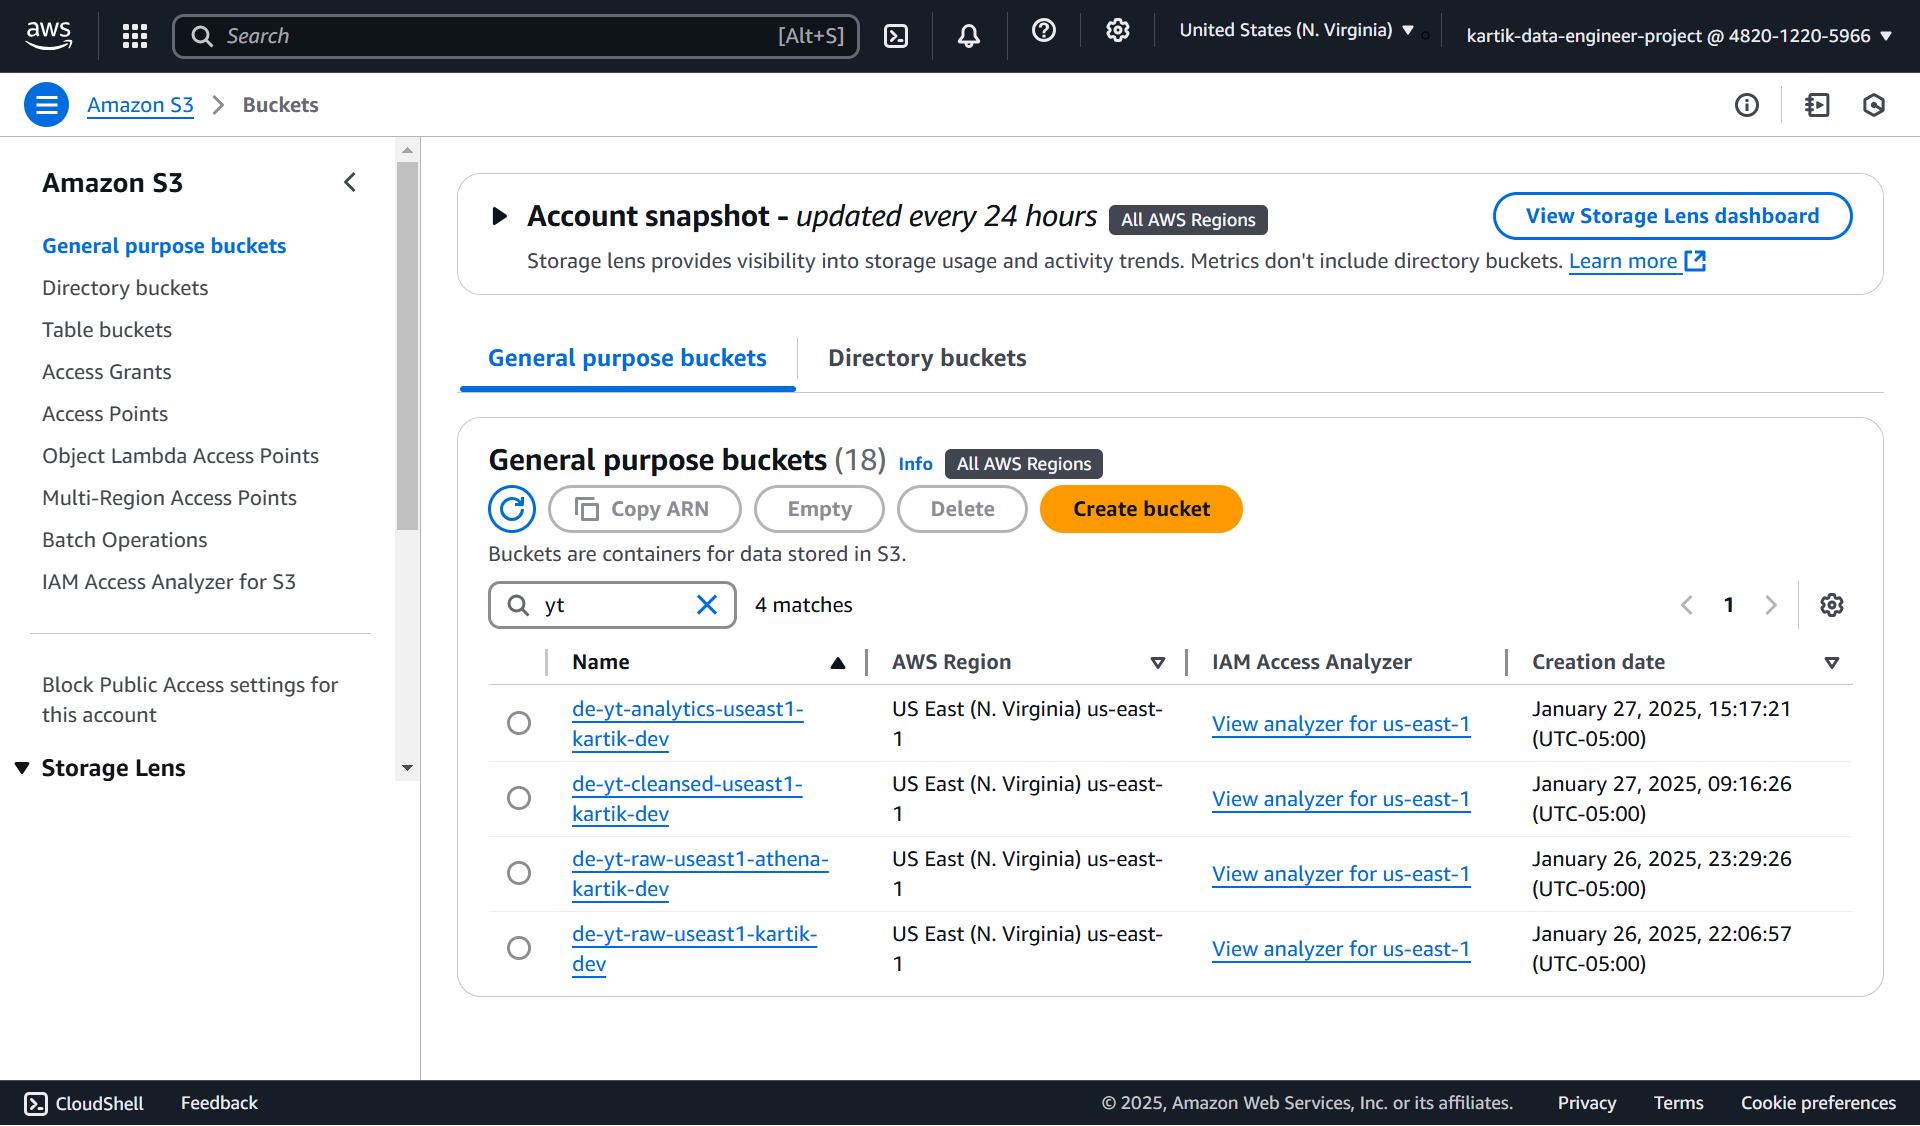 aws
Search [Alt+S]
United States (N. Virginia)
kartik-data-engineer-project @ 4820-1220-5966
Amazon S3
Buckets
Amazon S3
General purpose buckets
Directory buckets
Table buckets
Access Grants
Access Points
Object Lambda Access Points
Multi-Region Access Points
Batch Operations
IAM Access Analyzer for S3
Block Public Access settings for
this account
Storage Lens
Account snapshot - updated every 24 hours
All AWS Regions
View Storage Lens dashboard
Storage lens provides visibility into storage usage and activity trends. Metrics don't include directory buckets. Learn more
General purpose buckets
Directory buckets
General purpose buckets (18)
Info
All AWS Regions
Copy ARN
Empty
Delete
Create bucket
Buckets are containers for data stored in S3.
yt
4 matches
1
Name
AWS Region
IAM Access Analyzer
Creation date
de-yt-analytics-useast1-
kartik-dev
US East (N. Virginia) us-east-
1
View analyzer for us-east-1
January 27, 2025, 15:17:21
(UTC-05:00)
de-yt-cleansed-useast1-
kartik-dev
US East (N. Virginia) us-east-
1
View analyzer for us-east-1
January 27, 2025, 09:16:26
(UTC-05:00)
de-yt-raw-useast1-athena-
kartik-dev
US East (N. Virginia) us-east-
1
View analyzer for us-east-1
January 26, 2025, 23:29:26
(UTC-05:00)
de-yt-raw-useast1-kartik-
dev
US East (N. Virginia) us-east-
1
View analyzer for us-east-1
January 26, 2025, 22:06:57
(UTC-05:00)
CloudShell
Feedback
© 2025, Amazon Web Services, Inc. or its affiliates.
Privacy
Terms
Cookie preferences